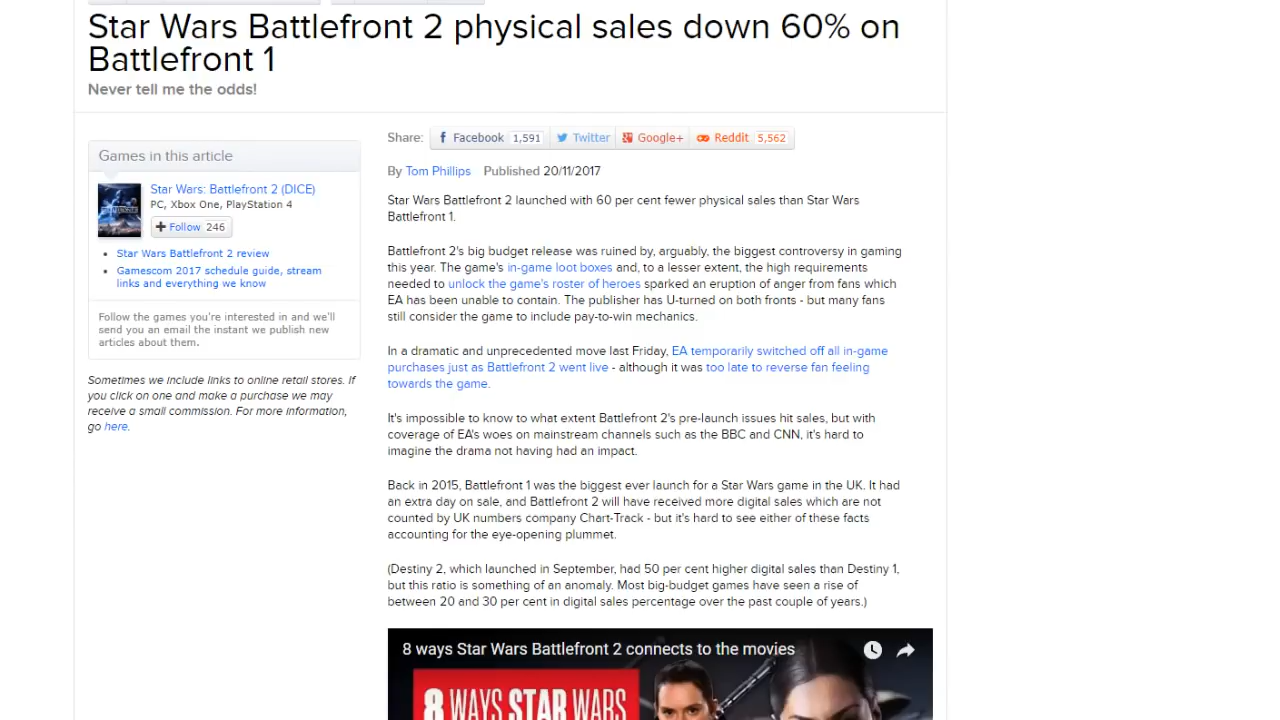 Star Wars Battlefront 2 physical sales down 60% on
Battlefront 1
Never tell me the odds!
Games in this article
Star Wars: Battlefront 2 (DICE)
PC, Xbox One, PlayStation 4
Follow 246
Star Wars Battlefront 2 review
Gamescom 2017 schedule guide, stream
links and everything we know
Follow the games you're interested in and we'll
send you an email the instant we publish new
articles about them.
Sometimes we include links to online retail stores. If
you click on one and make a purchase we may
receive a small commission. For more information,
go here.
Share: Facebook 1,591 Twitter Google+ Reddit 5,562
By Tom Phillips Published 20/11/2017
Star Wars Battlefront 2 launched with 60 per cent fewer physical sales than Star Wars
Battlefront 1.
Battlefront 2's big budget release was ruined by, arguably, the biggest controversy in gaming
this year. The game's in-game loot boxes and, to a lesser extent, the high requirements
needed to unlock the game's roster of heroes sparked an eruption of anger from fans which
EA has been unable to contain. The publisher has U-turned on both fronts - but many fans
still consider the game to include pay-to-win mechanics.
In a dramatic and unprecedented move last Friday, EA temporarily switched off all in-game
purchases just as Battlefront 2 went live - although it was too late to reverse fan feeling
towards the game.
It's impossible to know to what extent Battlefront 2's pre-launch issues hit sales, but with
coverage of EA's woes on mainstream channels such as the BBC and CNN, it's hard to
imagine the drama not having had an impact.
Back in 2015, Battlefront 1 was the biggest ever launch for a Star Wars game in the UK. It had
an extra day on sale, and Battlefront 2 will have received more digital sales which are not
counted by UK numbers company Chart-Track - but it's hard to see either of these facts
accounting for the eye-opening plummet.
(Destiny 2, which launched in September, had 50 per cent higher digital sales than Destiny 1,
but this ratio is something of an anomaly. Most big-budget games have seen a rise of
between 20 and 30 per cent in digital sales percentage over the past couple of years.)
8 ways Star Wars Battlefront 2 connects to the movies
8 WAYS STAR WARS